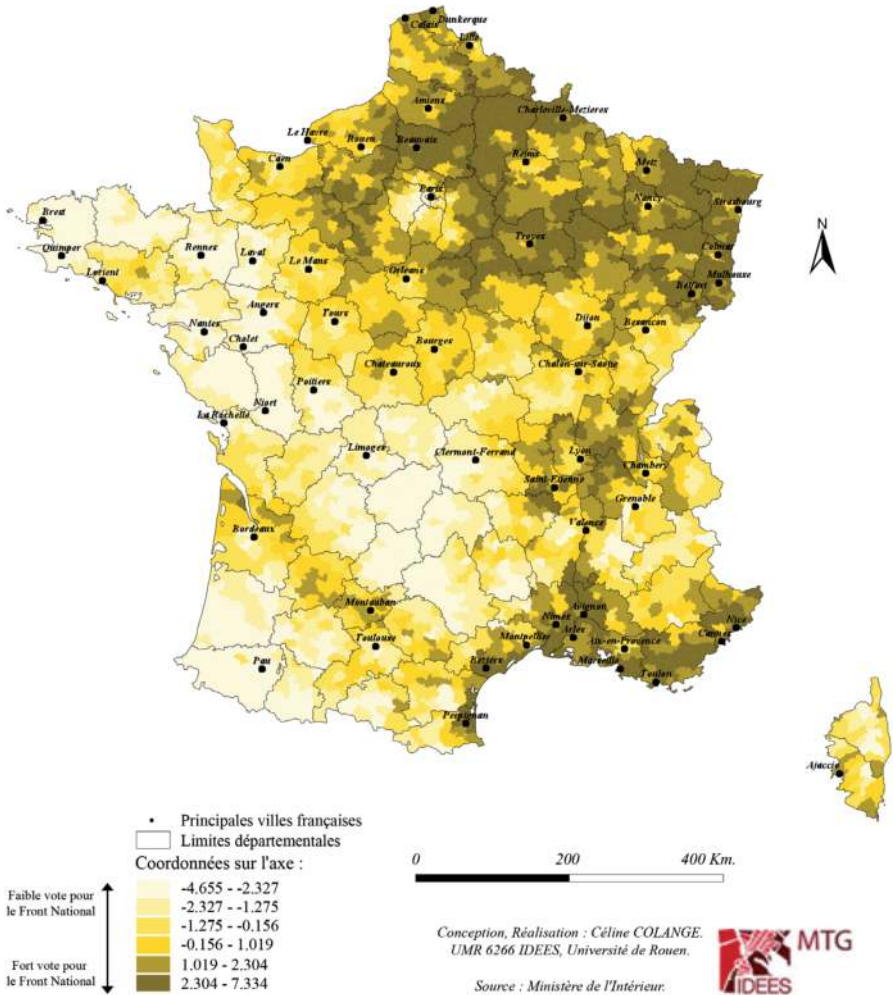 Dunkerque
Calais
Lille
Amiens
Charleville-Mezieres
Le Havre
Rouen
Beauvais
Reims
Metz
Caen
Paris
Nancy
Strasbourg
Brest
N
Troyes
Quimper
Rennes
Laval
Le Mans
Colmar
Lorient
Orléans
Mulhouse
Belfort
Angers
Tours
Dijon
Besancon
Nantes
Cholet
Bourges
Chateauroux
Chalon-sur-Saône
Poitiers
Niort
La Rochelle
Limoges
Clermont-Ferrand
Lyon
Chambery
Saint-Etienne
Grenoble
Bordeaux
Valence
Montauban
Avignon
Nimes
Nice
Arles
Cannes
Toulouse
Montpellier
Aix-en-Provence
Pau
Béziers
Marseille
Toulon
Perpignan
Ajaccio
Principales villes françaises
Limites départementales
Coordonnées sur l'axe :
0 200 400 Km.
Faible vote pour
le Front National
-4.655 - -2.327
-2.327 - -1.275
-1.275 - -0.156
-0.156 - 1.019
1.019 - 2.304
2.304 - 7.334
Fort vote pour
le Front National
Conception, Réalisation : Céline COLANGE.
UMR 6266 IDEES, Université de Rouen.
Source : Ministère de l'Intérieur.
MTG
IDEES